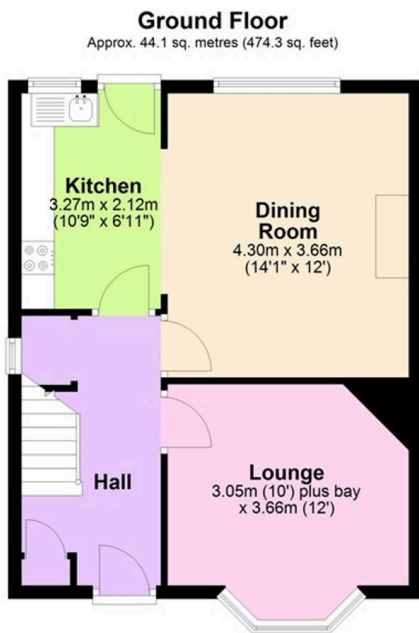 Ground Floor
Approx. 44.1 sq. metres (474.3 sq. feet)
Kitchen
3.27m x 2.12m
(10'9" x 6'11")
Dining
Room
4.30m x 3.66m
(14'1" x 12')
Hall
Lounge
3.05m (10') plus bay
x 3.66m (12')